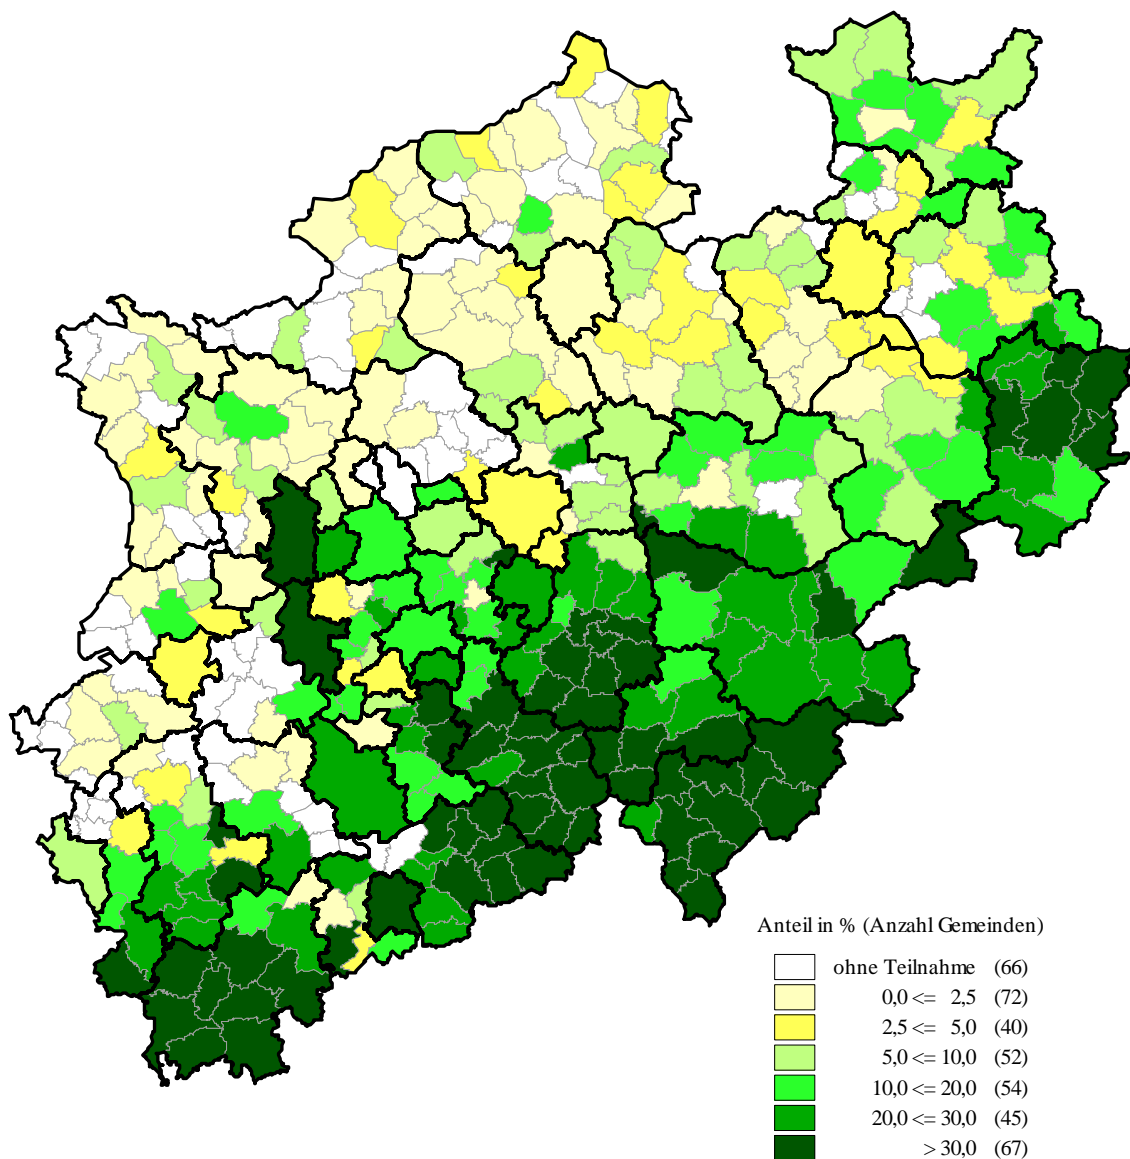 Anteil in % (Anzahl Gemeinden)
ohne Teilnahme (66)
0,0 <= 2,5 (72)
2,5 <= 5,0 (40)
5,0 <= 10,0 (52)
10,0 <= 20,0 (54)
20,0 <= 30,0 (45)
> 30,0 (67)